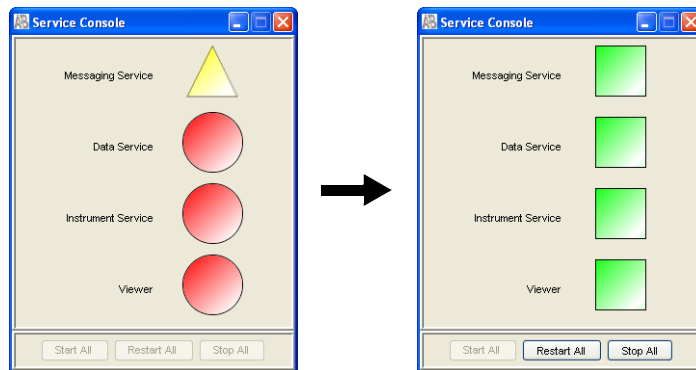 Service Console
Messaging Service
Data Service
Instrument Service
Viewer
Start All Restart All Stop All
Service Console
Messaging Service
Data Service
Instrument Service
Viewer
Start All Restart All Stop All